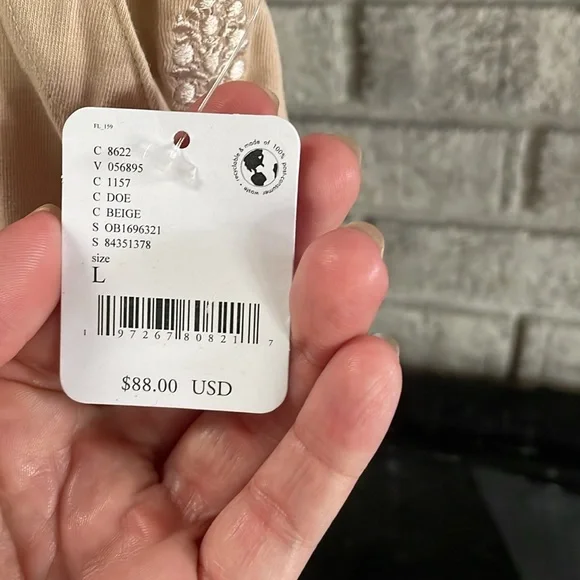 FL_159
C 8622
V 056895
C 1157
C DOE
C BEIGE
S OB1696321
S 84351378
size
L
recyclable & made of 100% post-consumer waste •
1 97267 80821 7
$88.00 USD